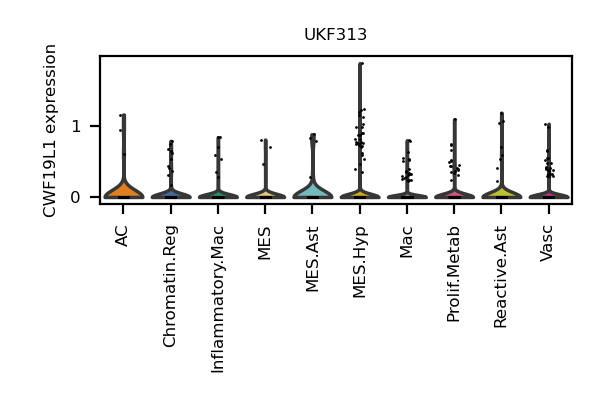 UKF313
CWF19L1 expression
1
0
AC
Chromatin.Reg
Inflammatory.Mac
MES
MES.Ast
MES.Hyp
Mac
Prolif.Metab
Reactive.Ast
Vasc